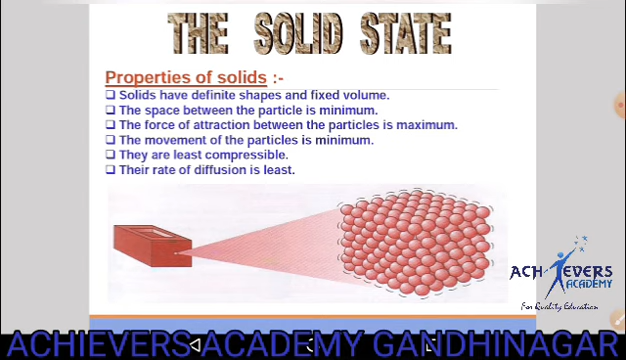 THE SOLID STATE
Properties of solids :-
Solids have definite shapes and fixed volume.
The space between the particle is minimum.
The force of attraction between the particles is maximum.
The movement of the particles is minimum.
They are least compressible.
Their rate of diffusion is least.
ACHIEVERS
ACADEMY
For Quality Education
ACHIEVERS ACADEMY GANDHINAGAR